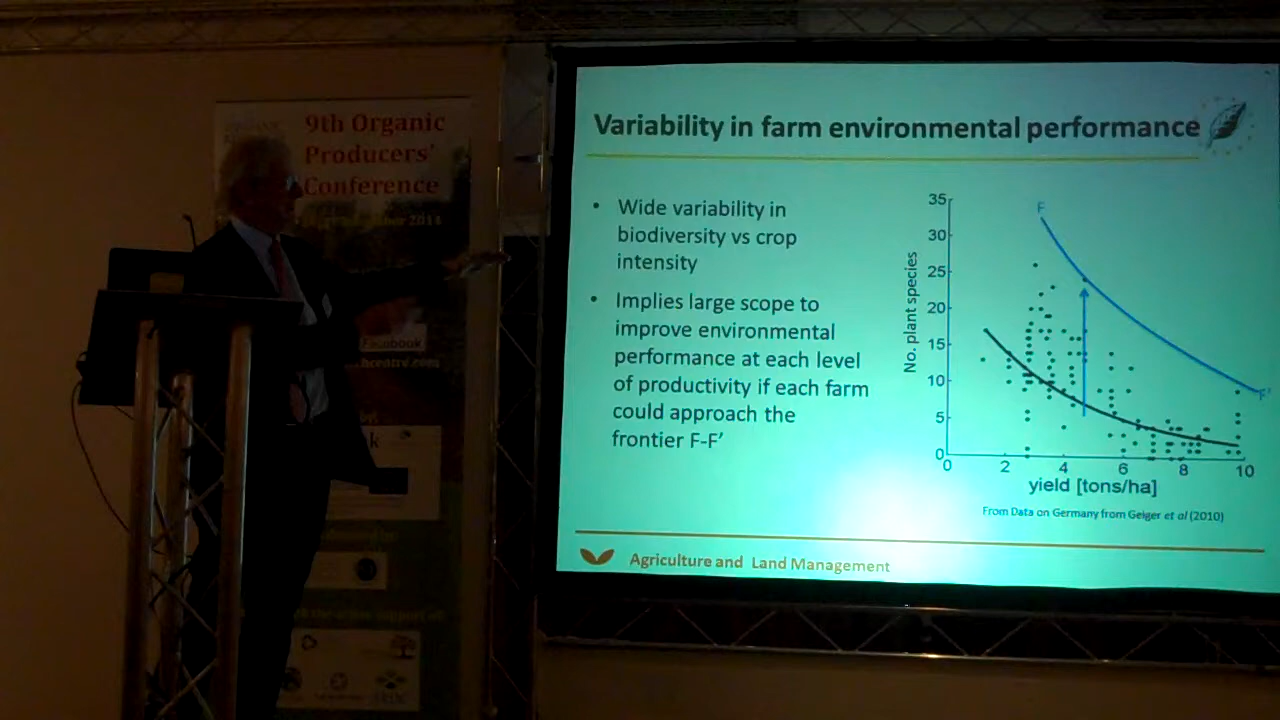 9th Organic
Producers'
Conference
2014
Facebook
Variability in farm environmental performance
• Wide variability in
biodiversity vs crop
intensity
• Implies large scope to
improve environmental
performance at each level
of productivity if each farm
could approach the
frontier F-F'
No. plant species
35
30
25
20
15
10
5
0
F
F'
0 2 4 6 8 10
yield [tons/ha]
From Data on Germany from Geiger et al (2010)
Agriculture and Land Management